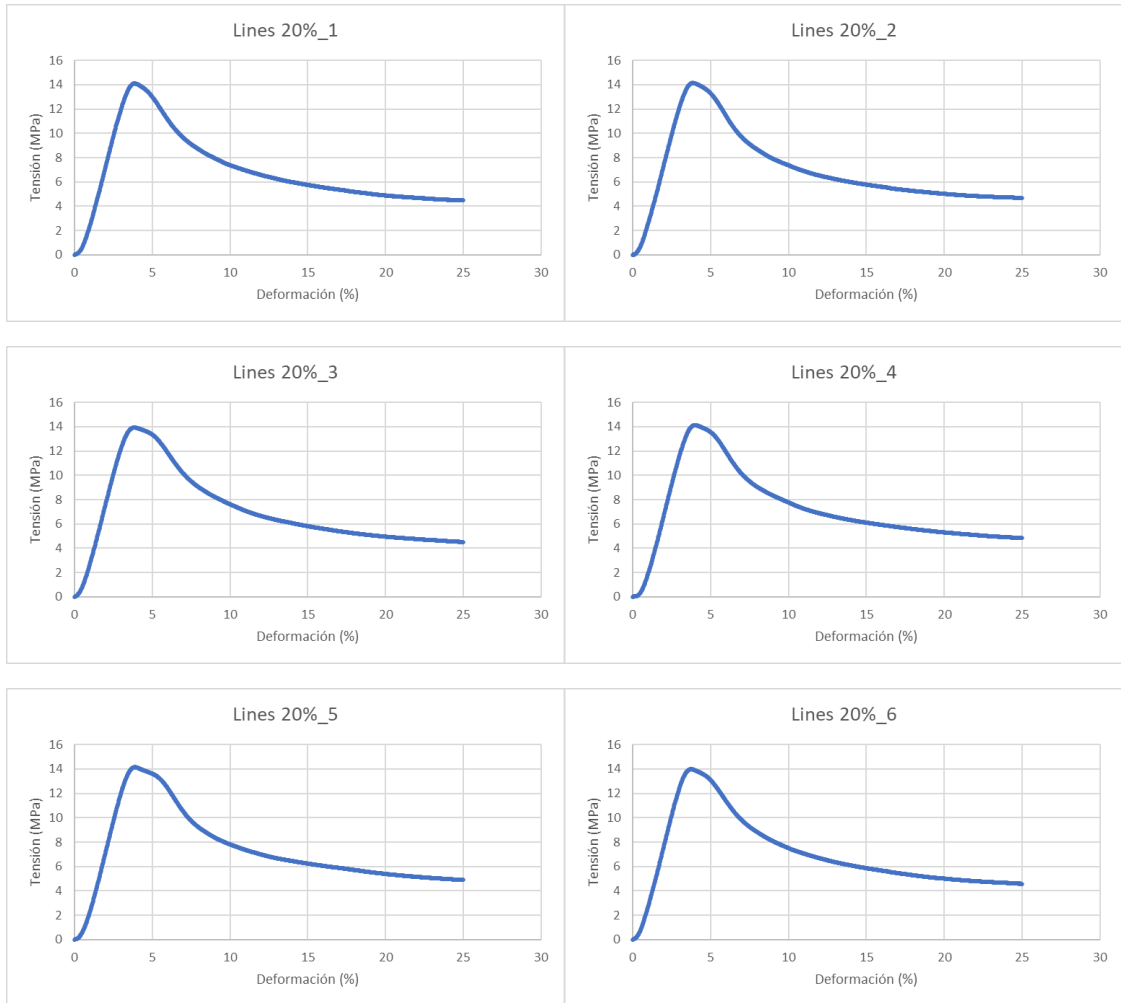 Lines 20%_1
16
14
12
10
8
6
4
2
0
Tensión (MPa)
0 5 10 15 20 25 30
Deformación (%)
Lines 20%_2
16
14
12
10
8
6
4
2
0
Tensión (MPa)
0 5 10 15 20 25 30
Deformación (%)
Lines 20%_3
16
14
12
10
8
6
4
2
0
Tensión (MPa)
0 5 10 15 20 25 30
Deformación (%)
Lines 20%_4
16
14
12
10
8
6
4
2
0
Tensión (MPa)
0 5 10 15 20 25 30
Deformación (%)
Lines 20%_5
16
14
12
10
8
6
4
2
0
Tensión (MPa)
0 5 10 15 20 25 30
Deformación (%)
Lines 20%_6
16
14
12
10
8
6
4
2
0
Tensión (MPa)
0 5 10 15 20 25 30
Deformación (%)